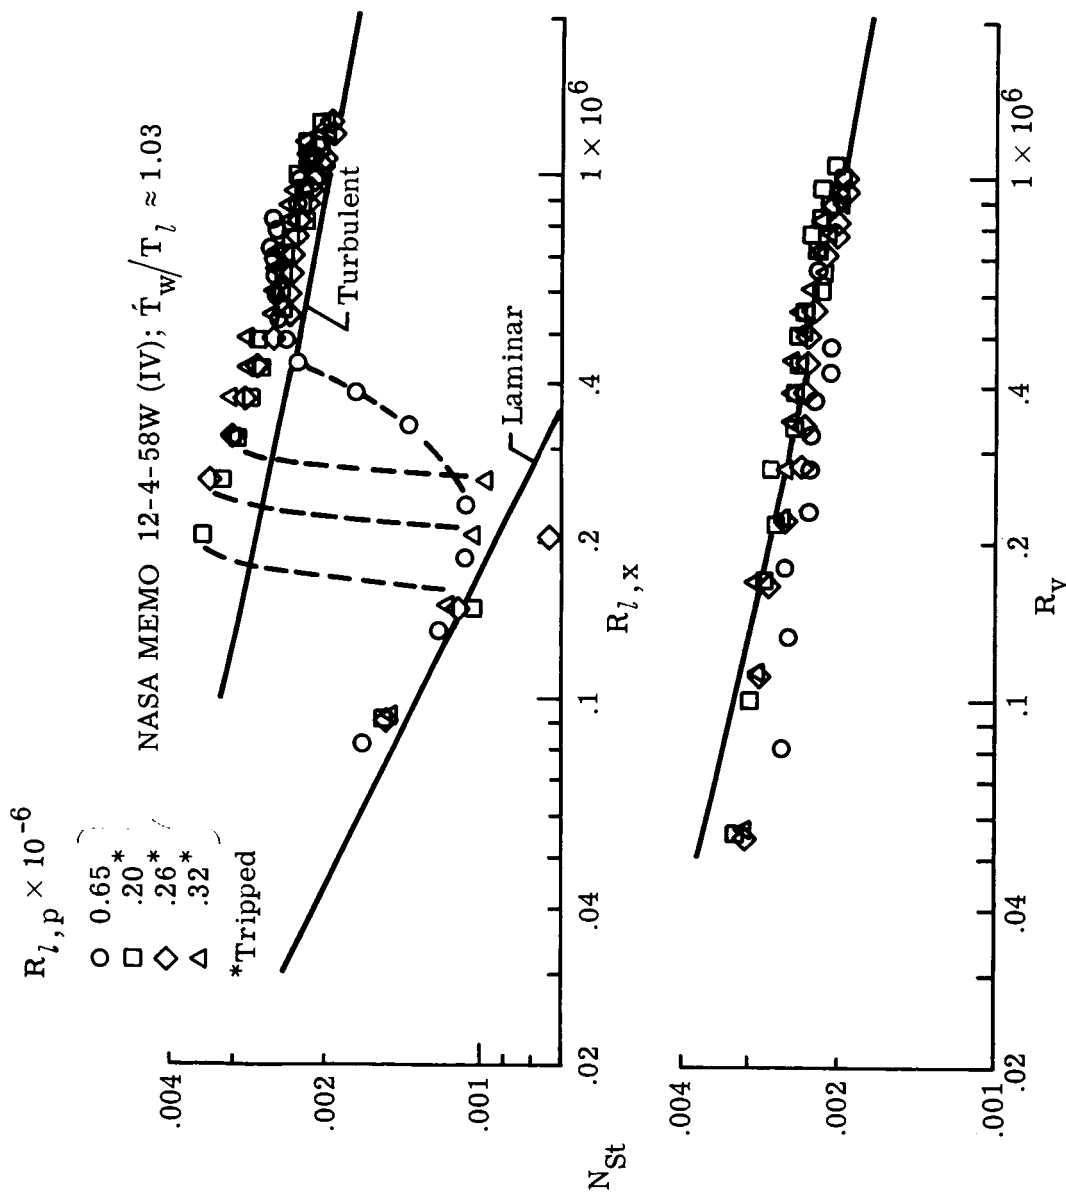 R_l,p × 10^-6
○ 0.65
□ .20*
◇ .26*
△ .32*
*Tripped
NASA MEMO 12-4-58W (IV); T́_w/T_l ≈ 1.03
Turbulent
Laminar
.004
.002
.001
N_St
.02
.04
.1
.2
.4
1 × 10^6
R_l,x
.004
.002
.001
.02
.04
.1
.2
.4
1 × 10^6
R_v